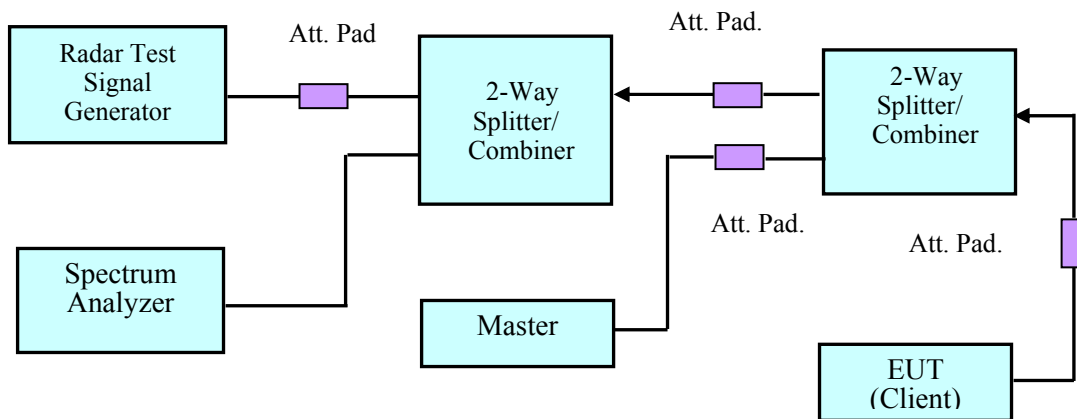 Radar Test
Signal
Generator
Att. Pad
2-Way
Splitter/
Combiner
Att. Pad.
2-Way
Splitter/
Combiner
Att. Pad.
Att. Pad.
Spectrum
Analyzer
Master
EUT
(Client)